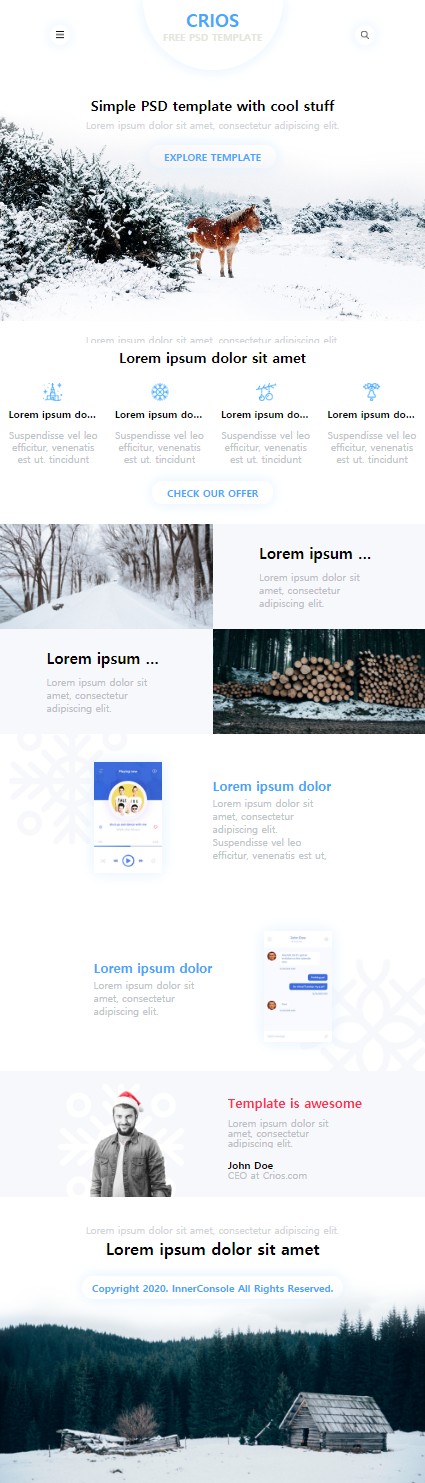 CRIOS
FREE PSD TEMPLATE
Simple PSD template with cool stuff
Lorem ipsum dolor sit amet, consectetur adipiscing elit.
EXPLORE TEMPLATE
Lorem ipsum dolor sit amet, consectetur adipiscing elit.
Lorem ipsum dolor sit amet
Lorem ipsum do...
Suspendisse vel leo
efficitur, venenatis
est ut. tincidunt
Lorem ipsum do...
Suspendisse vel leo
efficitur, venenatis
est ut. tincidunt
Lorem ipsum do...
Suspendisse vel leo
efficitur, venenatis
est ut. tincidunt
Lorem ipsum do...
Suspendisse vel leo
efficitur, venenatis
est ut. tincidunt
CHECK OUR OFFER
Lorem ipsum ...
Lorem ipsum dolor sit
amet, consectetur
adipiscing elit.
Lorem ipsum ...
Lorem ipsum dolor sit
amet, consectetur
adipiscing elit.
Playing now
Lorem ipsum dolor
Lorem ipsum dolor sit
amet, consectetur
adipiscing elit.
Suspendisse vel leo
efficitur, venenatis est ut,
Lorem ipsum dolor
Lorem ipsum dolor sit
amet, consectetur
adipiscing elit.
Template is awesome
Lorem ipsum dolor sit
amet, consectetur
adipiscing elit.
John Doe
CEO at Crios.com
Lorem ipsum dolor sit amet, consectetur adipiscing elit.
Lorem ipsum dolor sit amet
Copyright 2020. InnerConsole All Rights Reserved.